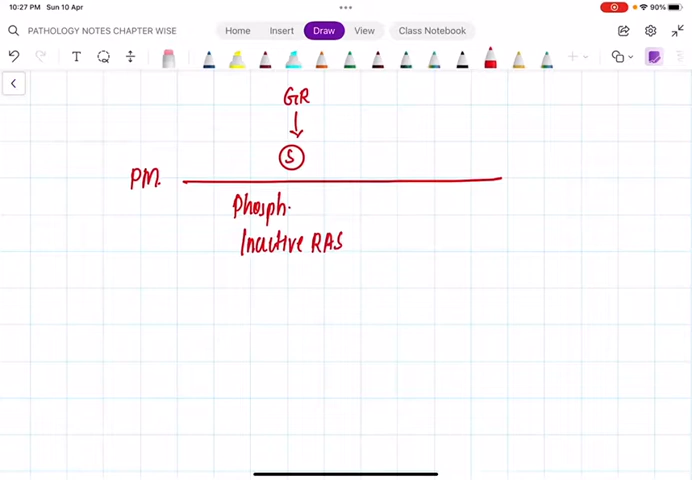 10:27 PM Sun 10 Apr
90%
PATHOLOGY NOTES CHAPTER WISE
Home Insert Draw View Class Notebook
T
GR
S
PM.
Phosph.
Inactive RAS